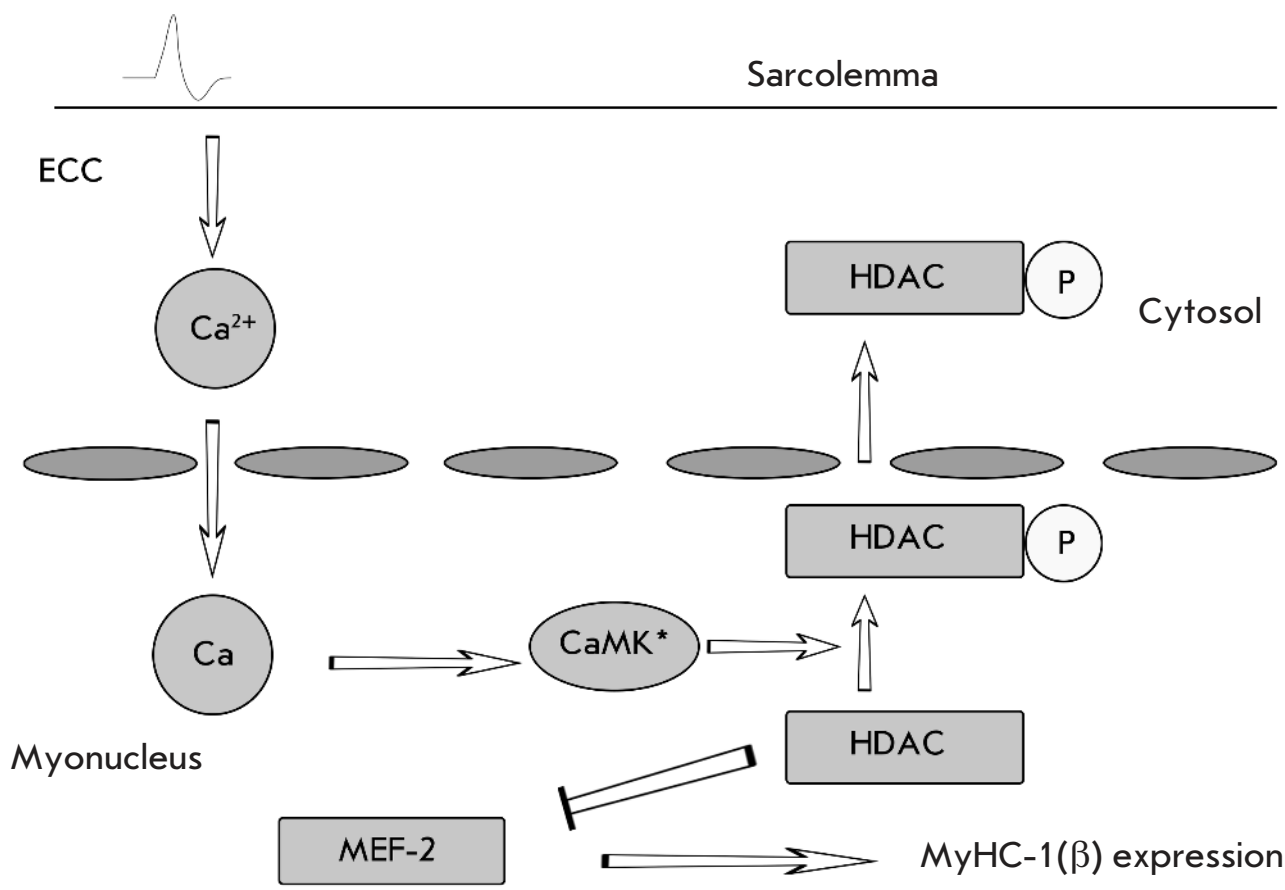 Sarcolemma
ECC
HDAC P
Ca²⁺
Cytosol
HDAC P
CaMK*
Ca
HDAC
Myonucleus
MEF-2
MyHC-1(β) expression